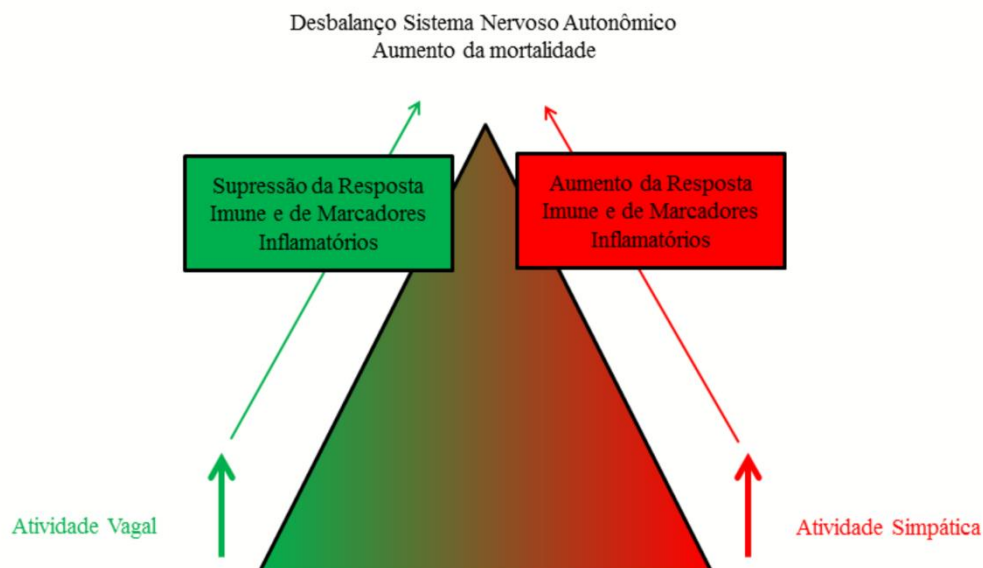 Desbalanço Sistema Nervoso Autonômico
Aumento da mortalidade
Supressão da Resposta
Imune e de Marcadores
Inflamatórios
Aumento da Resposta
Imune e de Marcadores
Inflamatórios
Atividade Vagal
Atividade Simpática